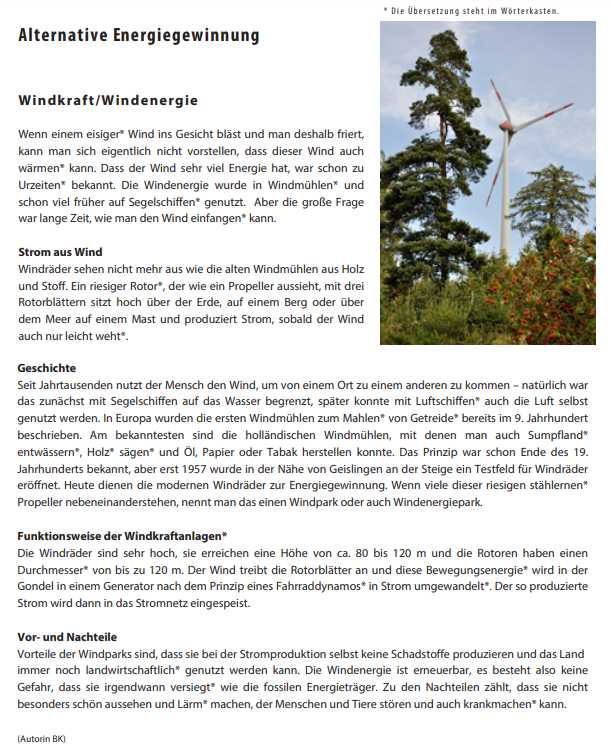 * Die Übersetzung steht im Wörterkasten.
Alternative Energiegewinnung
Windkraft/Windenergie
Wenn einem eisiger* Wind ins Gesicht bläst und man deshalb friert,
kann man sich eigentlich nicht vorstellen, dass dieser Wind auch
wärmen* kann. Dass der Wind sehr viel Energie hat, war schon zu
Urzeiten* bekannt. Die Windenergie wurde in Windmühlen* und
schon viel früher auf Segelschiffen* genutzt. Aber die große Frage
war lange Zeit, wie man den Wind einfangen* kann.
Strom aus Wind
Windräder sehen nicht mehr aus wie die alten Windmühlen aus Holz
und Stoff. Ein riesiger Rotor*, der wie ein Propeller aussieht, mit drei
Rotorblättern sitzt hoch über der Erde, auf einem Berg oder über
dem Meer auf einem Mast und produziert Strom, sobald der Wind
auch nur leicht weht*.
Geschichte
Seit Jahrtausenden nutzt der Mensch den Wind, um von einem Ort zu einem anderen zu kommen – natürlich war
das zunächst mit Segelschiffen auf das Wasser begrenzt, später konnte mit Luftschiffen* auch die Luft selbst
genutzt werden. In Europa wurden die ersten Windmühlen zum Mahlen* von Getreide* bereits im 9. Jahrhundert
beschrieben. Am bekanntesten sind die holländischen Windmühlen, mit denen man auch Sumpfland*
entwässern*, Holz* sägen* und Öl, Papier oder Tabak herstellen konnte. Das Prinzip war schon Ende des 19.
Jahrhunderts bekannt, aber erst 1957 wurde in der Nähe von Geislingen an der Steige ein Testfeld für Windräder
eröffnet. Heute dienen die modernen Windräder zur Energiegewinnung. Wenn viele dieser riesigen stählernen*
Propeller nebeneinanderstehen, nennt man das einen Windpark oder auch Windenergiepark.
Funktionsweise der Windkraftanlagen*
Die Windräder sind sehr hoch, sie erreichen eine Höhe von ca. 80 bis 120 m und die Rotoren haben einen
Durchmesser* von bis zu 120 m. Der Wind treibt die Rotorblätter an und diese Bewegungsenergie* wird in der
Gondel in einem Generator nach dem Prinzip eines Fahrraddynamos* in Strom umgewandelt*. Der so produzierte
Strom wird dann in das Stromnetz eingespeist.
Vor- und Nachteile
Vorteile der Windparks sind, dass sie bei der Stromproduktion selbst keine Schadstoffe produzieren und das Land
immer noch landwirtschaftlich* genutzt werden kann. Die Windenergie ist erneuerbar, es besteht also keine
Gefahr, dass sie irgendwann versiegt* wie die fossilen Energieträger. Zu den Nachteilen zählt, dass sie nicht
besonders schön aussehen und Lärm* machen, der Menschen und Tiere stören und auch krankmachen* kann.
(Autorin BK)